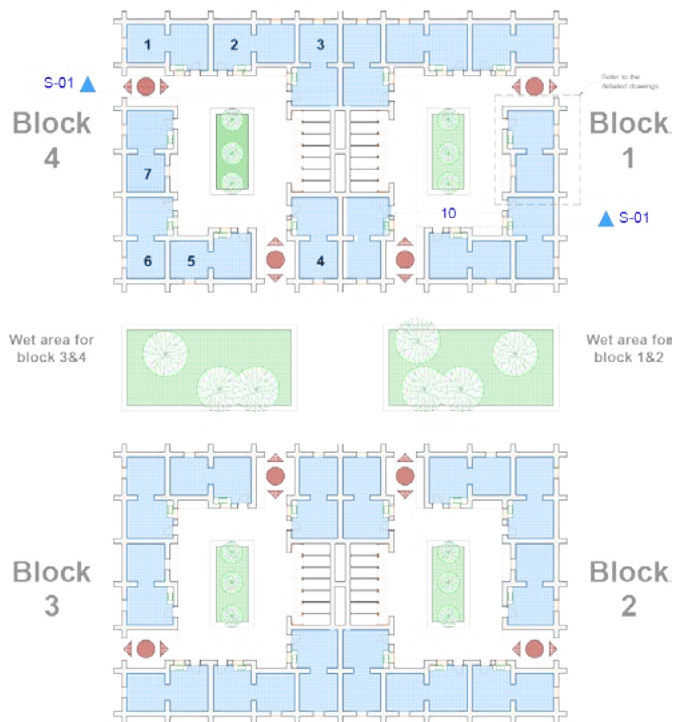 1 2 3
S-01
Refer to the
detailed drawings
Block
4
Block
1
7
10
S-01
6 5 4
Wet area for
block 3&4
Wet area for
block 1&2
Block
3
Block
2